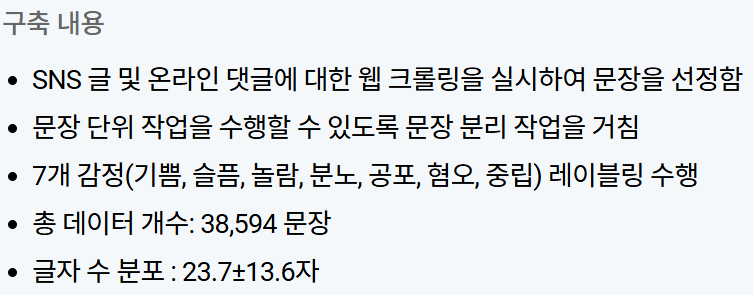 구축 내용
• SNS 글 및 온라인 댓글에 대한 웹 크롤링을 실시하여 문장을 선정함
• 문장 단위 작업을 수행할 수 있도록 문장 분리 작업을 거침
• 7개 감정(기쁨, 슬픔, 놀람, 분노, 공포, 혐오, 중립) 레이블링 수행
• 총 데이터 개수: 38,594 문장
• 글자 수 분포 : 23.7±13.6자